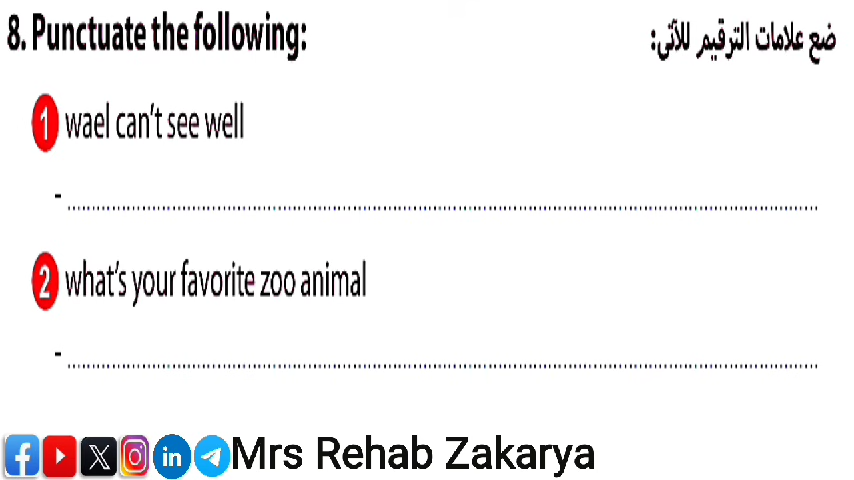 8. Punctuate the following: ضع علامات الترقيم للآتى:
1 wael can't see well
- ........................................................................
2 what's your favorite zoo animal
- ........................................................................
Mrs Rehab Zakarya